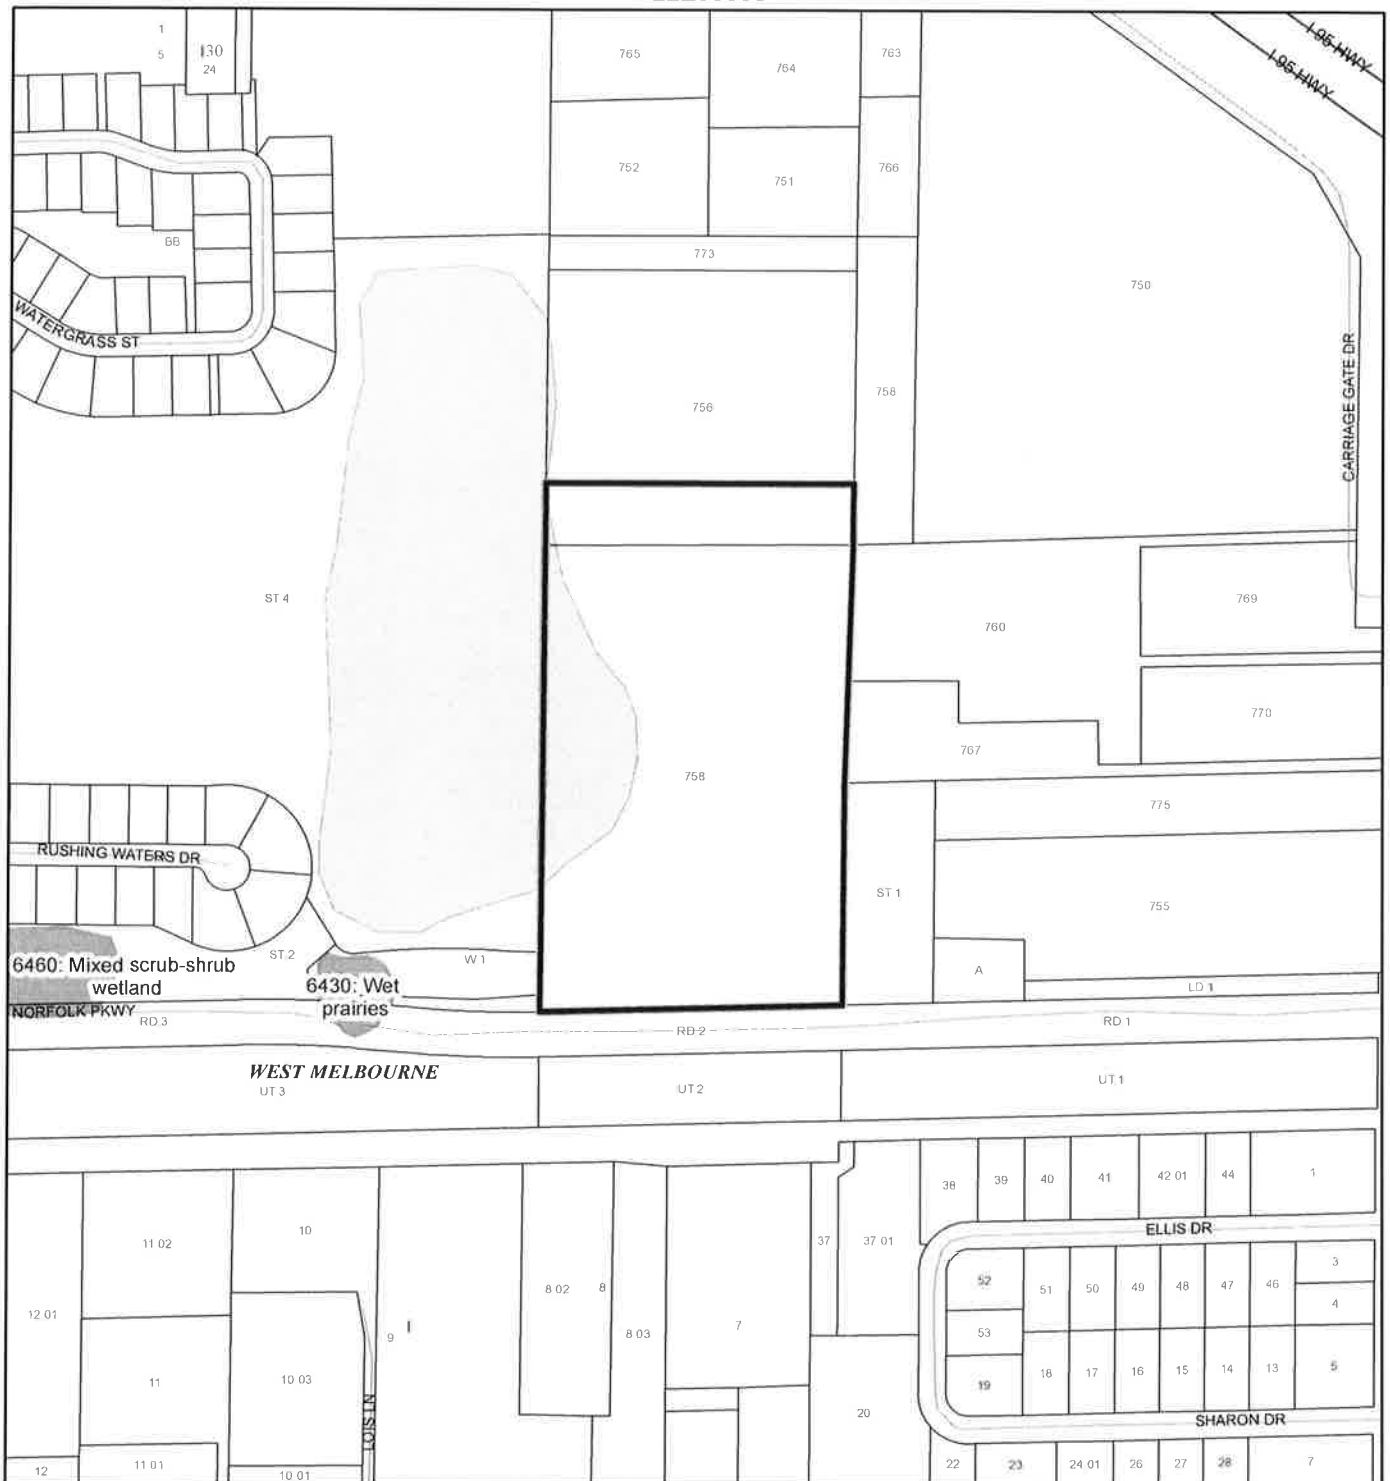 1
5
130
24
765
764
763
I 95 HWY
I 95 HWY
752
751
766
BB
773
750
WATERGRASS ST
756
758
CARRIAGE GATE DR
ST 4
760
769
770
767
758
775
RUSHING WATERS DR
ST 1
755
6460: Mixed scrub-shrub
wetland
ST 2
W 1
A
6430: Wet
prairies
LD 1
NORFOLK PKWY
RD 3
RD 2
RD 1
WEST MELBOURNE
UT 3
UT 2
UT 1
38
39
40
41
42 01
44
1
11 02
10
37
37 01
ELLIS DR
12 01
8 02
8
52
51
50
49
48
47
46
3
4
9
I
8 03
7
53
11
10 03
19
18
17
16
15
14
13
5
LOIS LN
20
SHARON DR
12
11 01
10 01
22
23
24 01
26
27
28
7